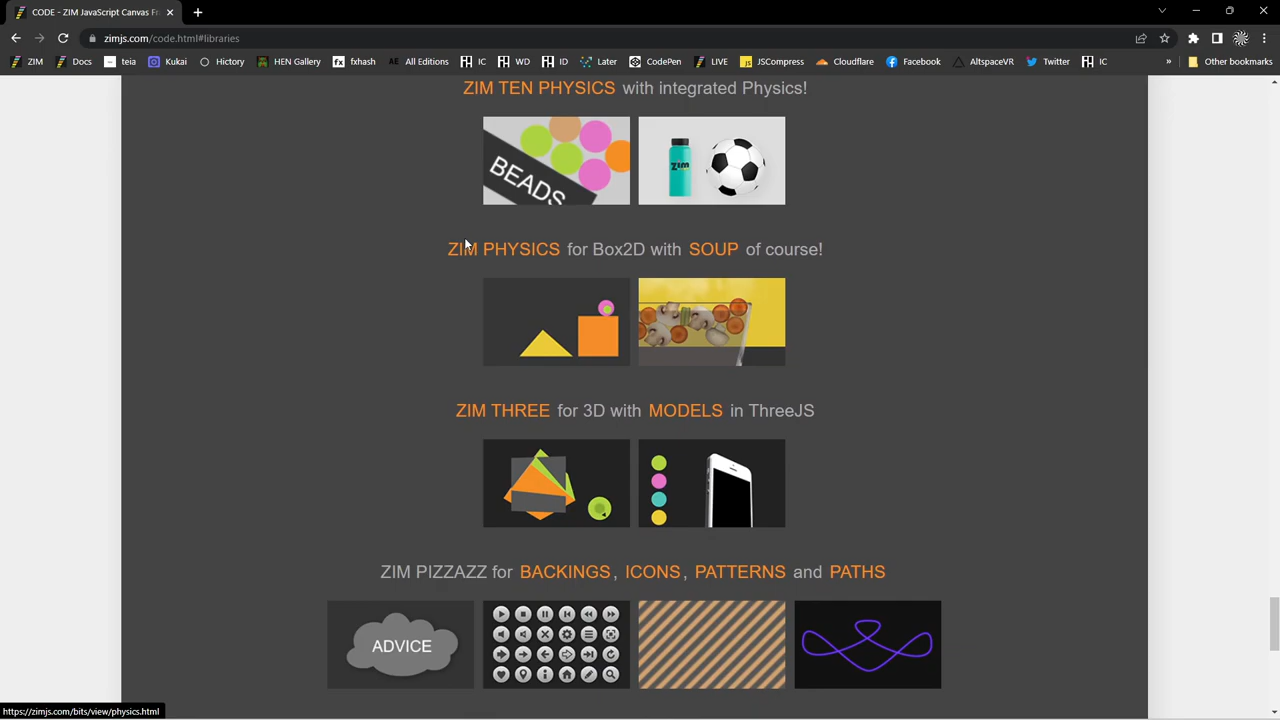 CODE - ZIM JavaScript Canvas Fr
zimjs.com/code.html#libraries
ZIM Docs teia Kukai Hictory HEN Gallery fxhash All Editions IC WD ID Later CodePen LIVE JSCompress Cloudflare Facebook AltspaceVR Twitter IC » Other bookmarks
ZIM TEN PHYSICS with integrated Physics!
BEADS
ZIM
ZIM PHYSICS for Box2D with SOUP of course!
ZIM THREE for 3D with MODELS in ThreeJS
ZIM PIZZAZZ for BACKINGS, ICONS, PATTERNS and PATHS
ADVICE
https://zimjs.com/bits/view/physics.html